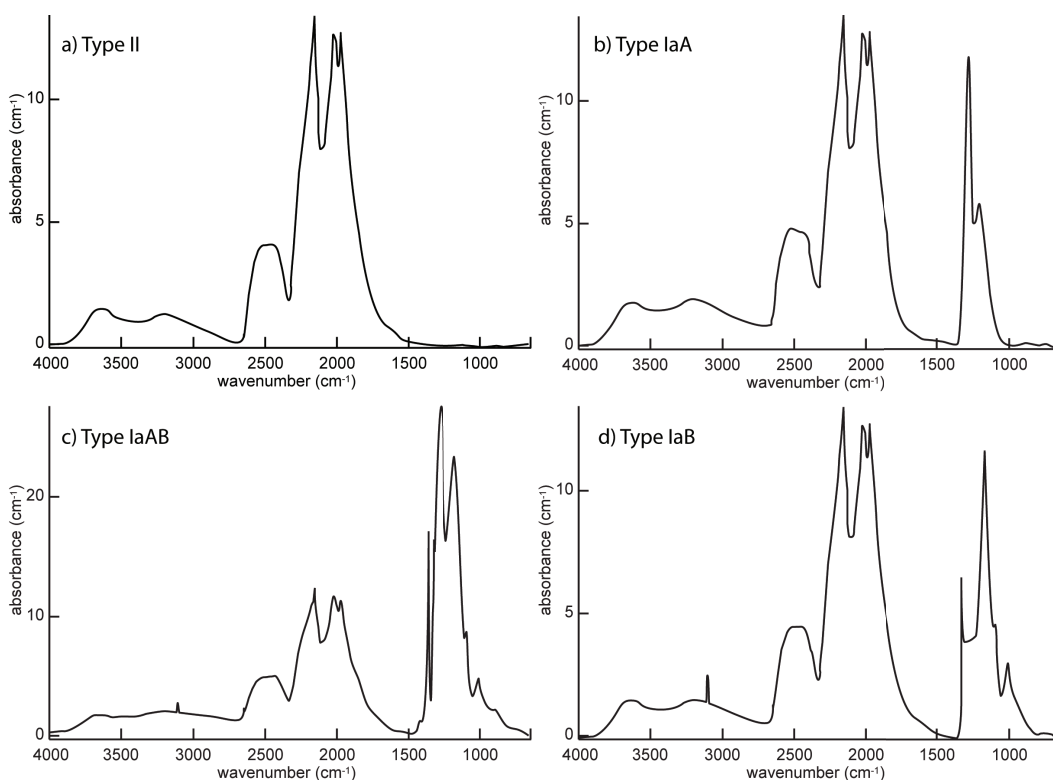 a) Type II
absorbance (cm-1)
10
5
0
4000 3500 3000 2500 2000 1500 1000
wavenumber (cm-1)
b) Type IaA
absorbance (cm-1)
10
5
0
4000 3500 3000 2500 2000 1500 1000
wavenumber (cm-1)
c) Type IaAB
absorbance (cm-1)
20
10
0
4000 3500 3000 2500 2000 1500 1000
wavenumber (cm-1)
d) Type IaB
absorbance (cm-1)
10
5
0
4000 3500 3000 2500 2000 1500 1000
wavenumber (cm-1)